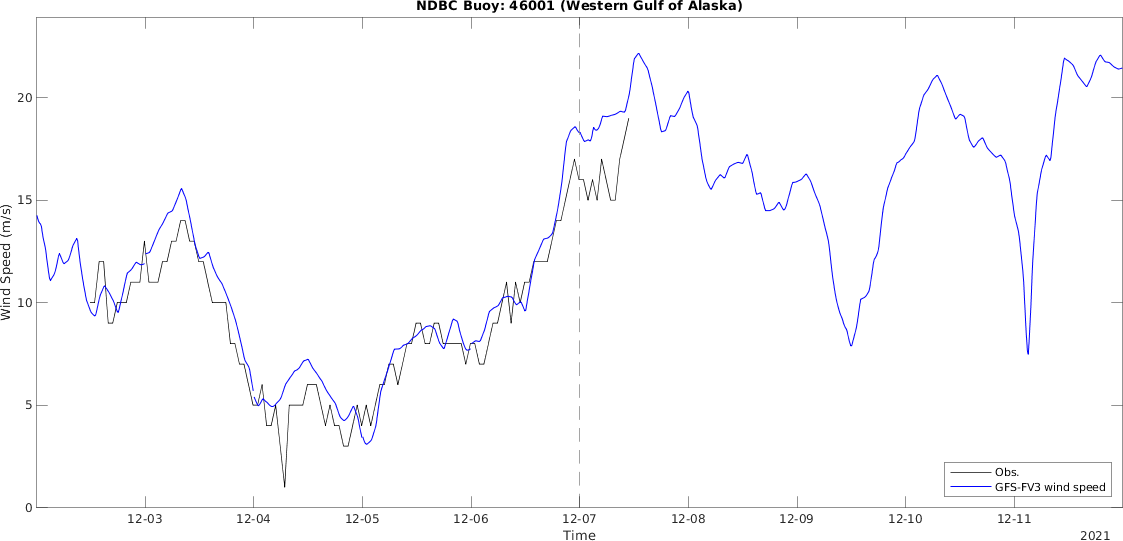 NDBC Buoy: 46001 (Western Gulf of Alaska)
Wind Speed (m/s)
20
15
10
5
0
12-03 12-04 12-05 12-06 12-07 12-08 12-09 12-10 12-11
Time
2021
Obs.
GFS-FV3 wind speed